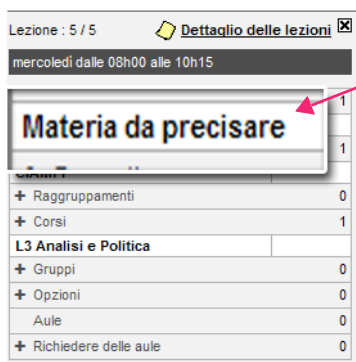 Lezione : 5 / 5 Dettaglio delle lezioni
mercoledì dalle 08h00 alle 10h15
1
Materia da precisare
1
+ Raggruppamenti 0
+ Corsi 1
L3 Analisi e Politica
+ Gruppi 0
+ Opzioni 0
Aule 0
+ Richiedere delle aule 0